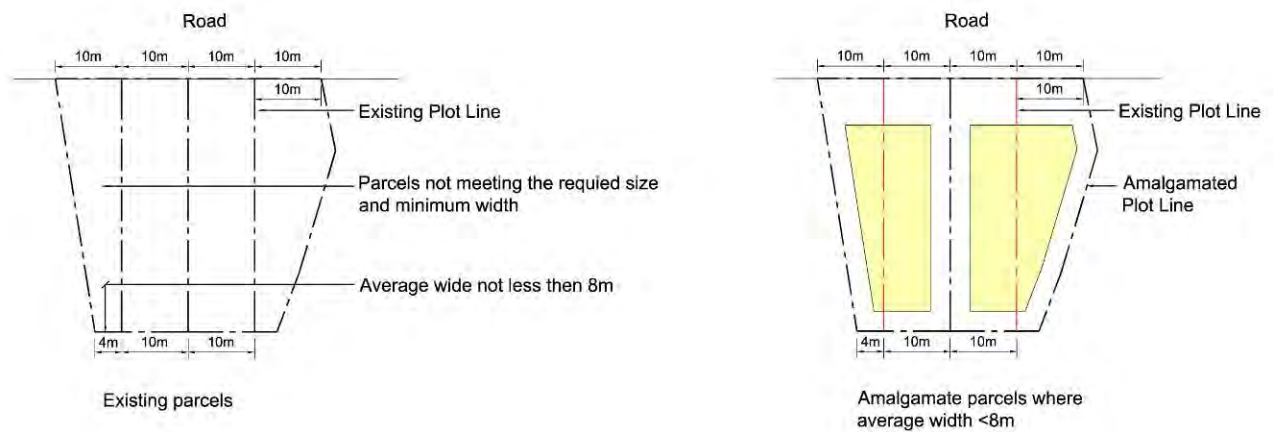 Road
10m 10m 10m 10m
10m
Existing Plot Line
Parcels not meeting the requied size
and minimum width
Average wide not less then 8m
4m 10m 10m
Existing parcels
Road
10m 10m 10m 10m
10m
Existing Plot Line
Amalgamated
Plot Line
4m 10m 10m
Amalgamate parcels where
average width <8m